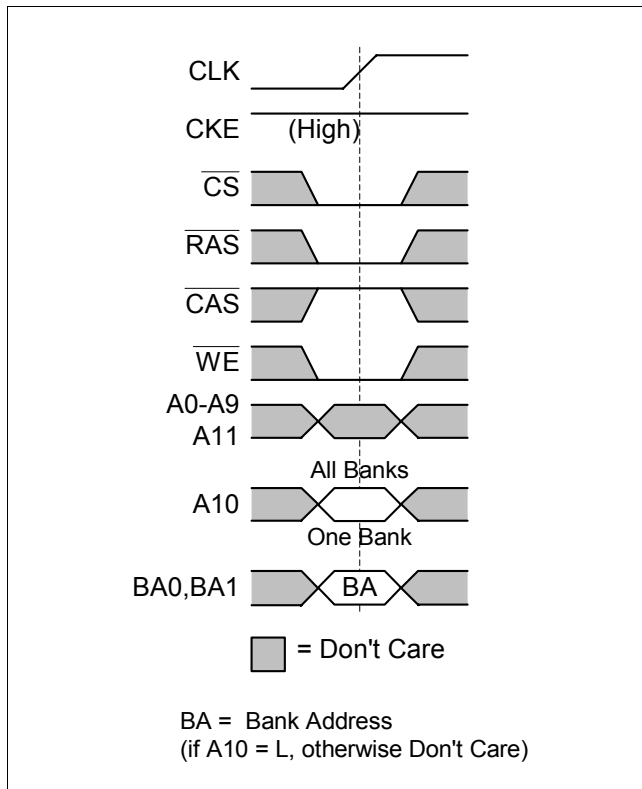 CLK
CKE (High)
CS
RAS
CAS
WE
A0-A9
A11
All Banks
A10
One Bank
BA0,BA1 BA
= Don't Care
BA = Bank Address
(if A10 = L, otherwise Don't Care)